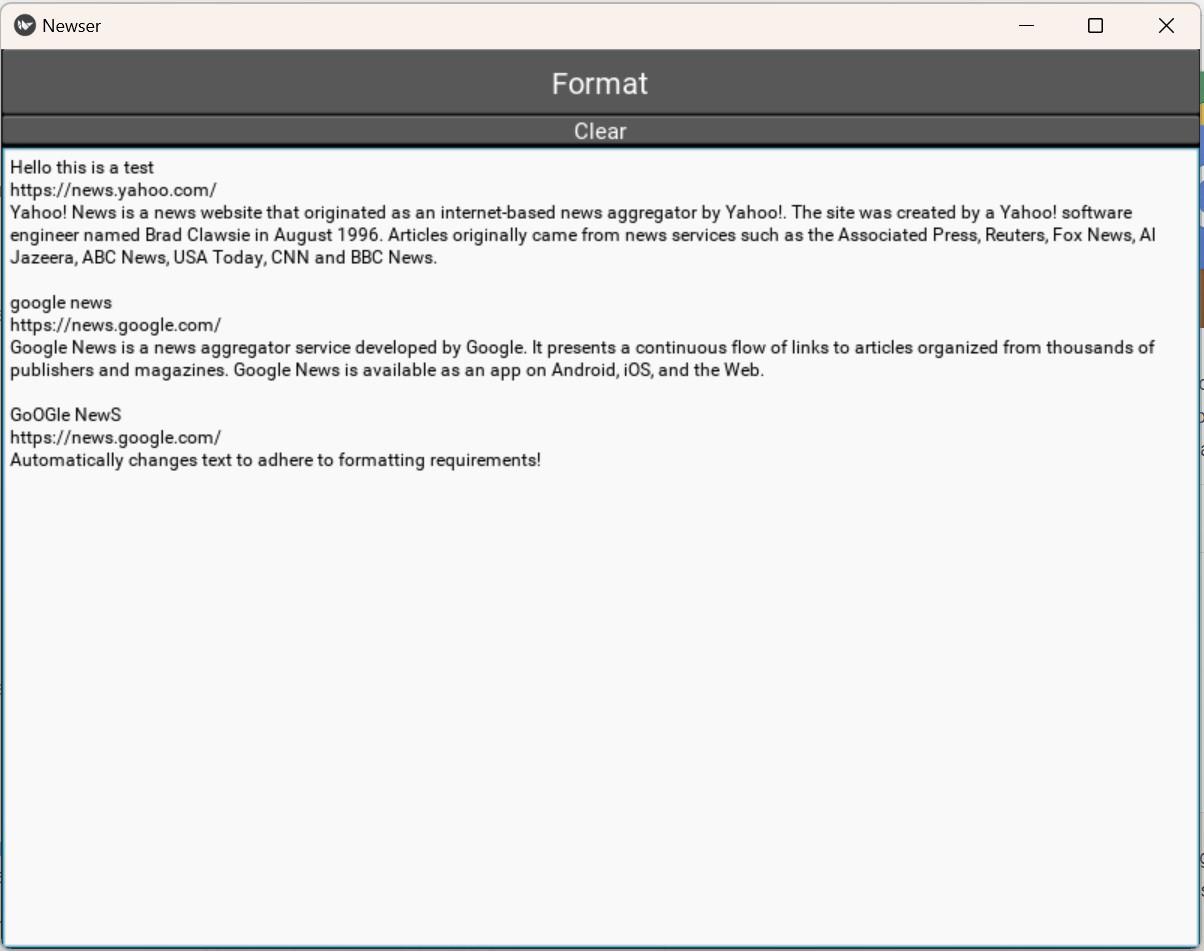 Newser
Format
Clear
Hello this is a test
https://news.yahoo.com/
Yahoo! News is a news website that originated as an internet-based news aggregator by Yahoo!. The site was created by a Yahoo! software
engineer named Brad Clawsie in August 1996. Articles originally came from news services such as the Associated Press, Reuters, Fox News, Al
Jazeera, ABC News, USA Today, CNN and BBC News.
google news
https://news.google.com/
Google News is a news aggregator service developed by Google. It presents a continuous flow of links to articles organized from thousands of
publishers and magazines. Google News is available as an app on Android, iOS, and the Web.
GoOGle NewS
https://news.google.com/
Automatically changes text to adhere to formatting requirements!